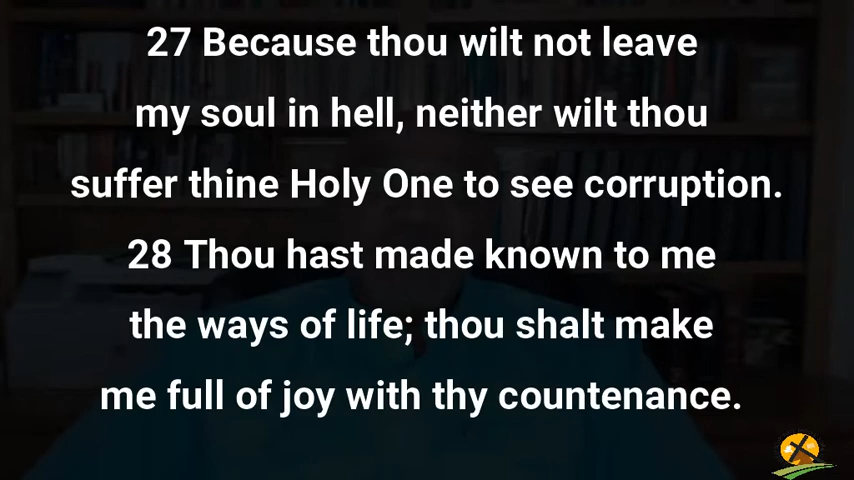 27 Because thou wilt not leave
my soul in hell, neither wilt thou
suffer thine Holy One to see corruption.
28 Thou hast made known to me
the ways of life; thou shalt make
me full of joy with thy countenance.